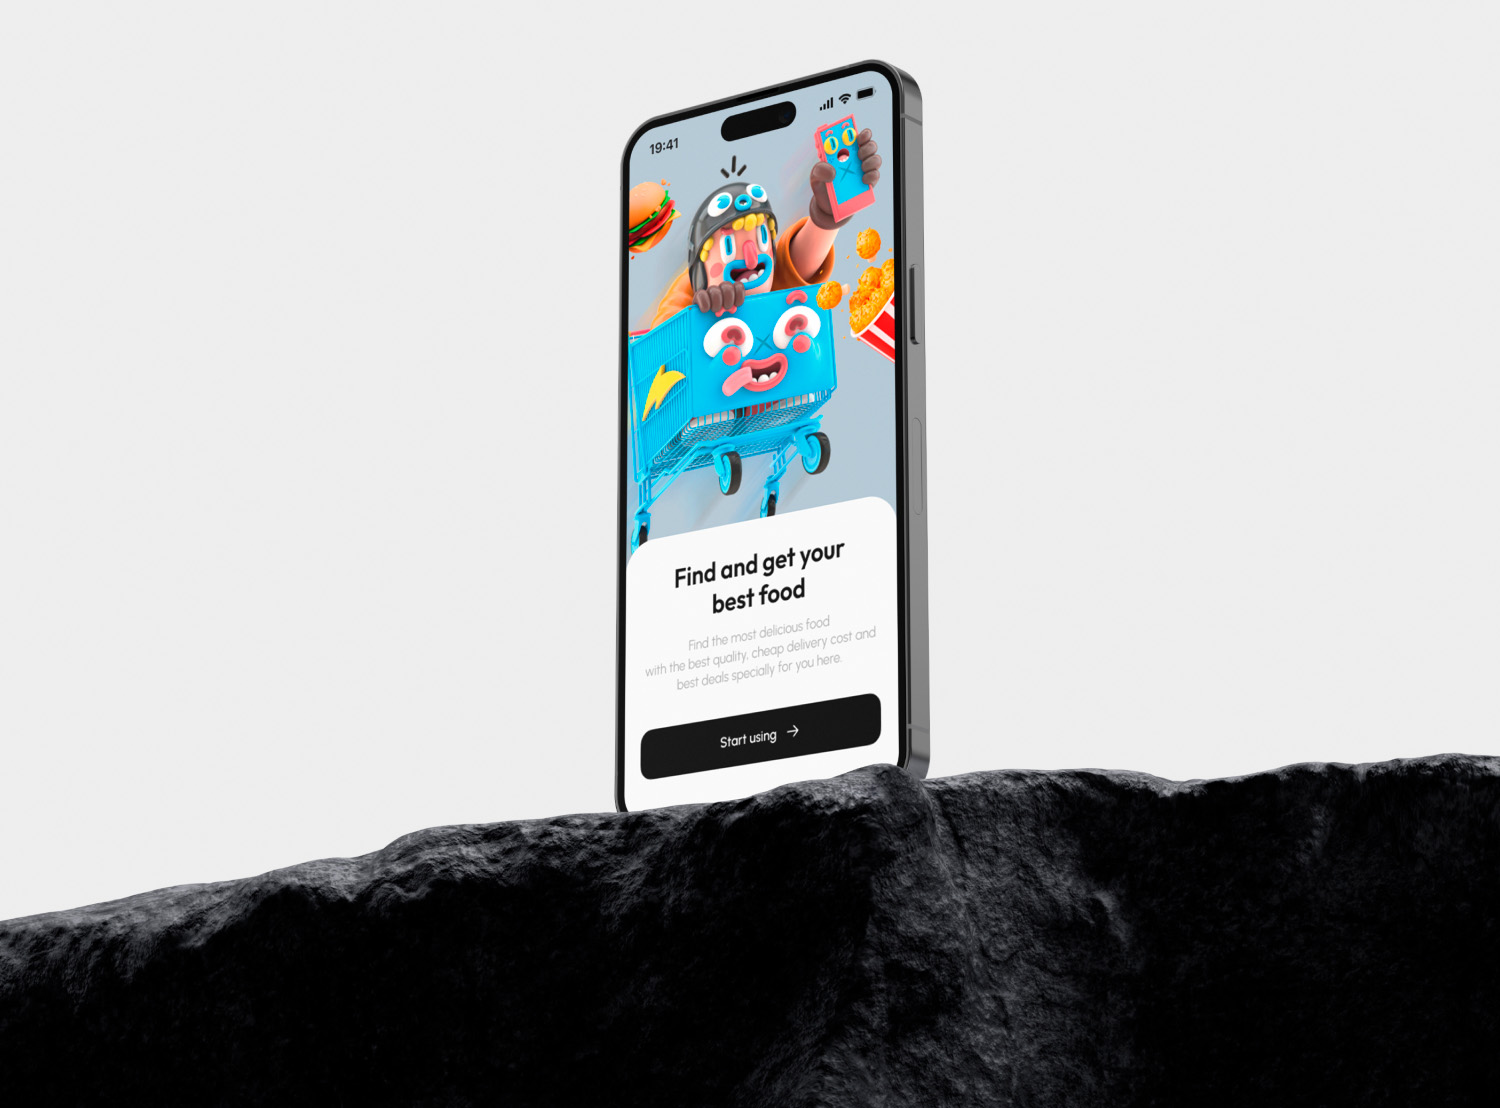 19:41
Find and get your
best food
Find the most delicious food
with the best quality, cheap delivery cost and
best deals specially for you here.
Start using →